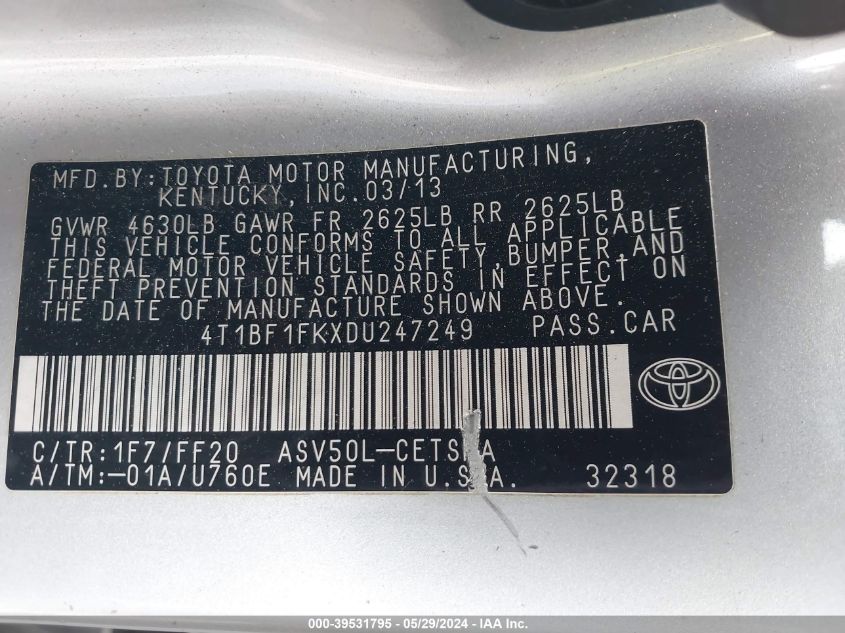 MFD.BY:TOYOTA MOTOR MANUFACTURING,
KENTUCKY,INC.03/13
GVWR 4630LB GAWR FR 2625LB RR 2625LB
THIS VEHICLE CONFORMS TO ALL APPLICABLE
FEDERAL MOTOR VEHICLE SAFETY,BUMPER,AND
THEFT PREVENTION STANDARDS IN EFFECT ON
THE DATE OF MANUFACTURE SHOWN ABOVE.
4T1BF1FKXDU247249 PASS.CAR
C/TR:1F7/FF20
A/TM:-01A/U760E MADE IN U.S.A. 32318
000-39531795 - 05/29/2024 - IAA Inc.